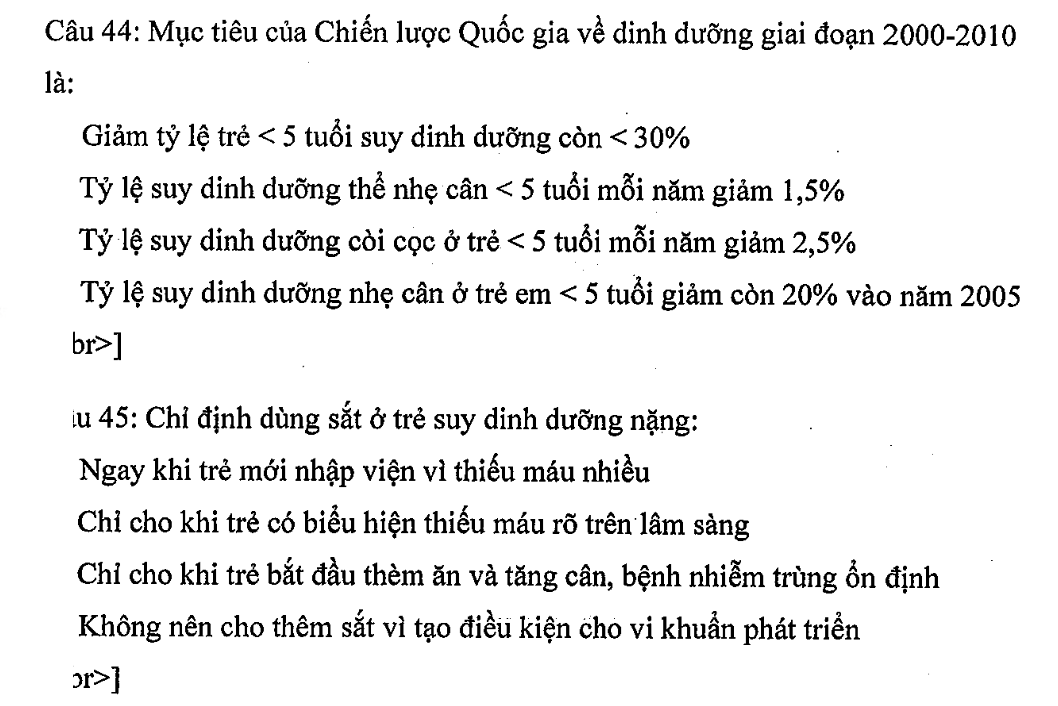 Câu 44: Mục tiêu của Chiến lược Quốc gia về dinh dưỡng giai đoạn 2000-2010
là:
Giảm tỷ lệ trẻ < 5 tuổi suy dinh dưỡng còn < 30%
Tỷ lệ suy dinh dưỡng thể nhẹ cân < 5 tuổi mỗi năm giảm 1,5%
Tỷ lệ suy dinh dưỡng còi cọc ở trẻ < 5 tuổi mỗi năm giảm 2,5%
Tỷ lệ suy dinh dưỡng nhẹ cân ở trẻ em < 5 tuổi giảm còn 20% vào năm 2005
br>]
u 45: Chỉ định dùng sắt ở trẻ suy dinh dưỡng nặng:
Ngay khi trẻ mới nhập viện vì thiếu máu nhiều
Chỉ cho khi trẻ có biểu hiện thiếu máu rõ trên lâm sàng
Chỉ cho khi trẻ bắt đầu thèm ăn và tăng cân, bệnh nhiễm trùng ổn định
Không nên cho thêm sắt vì tạo điều kiện cho vi khuẩn phát triển
r>]